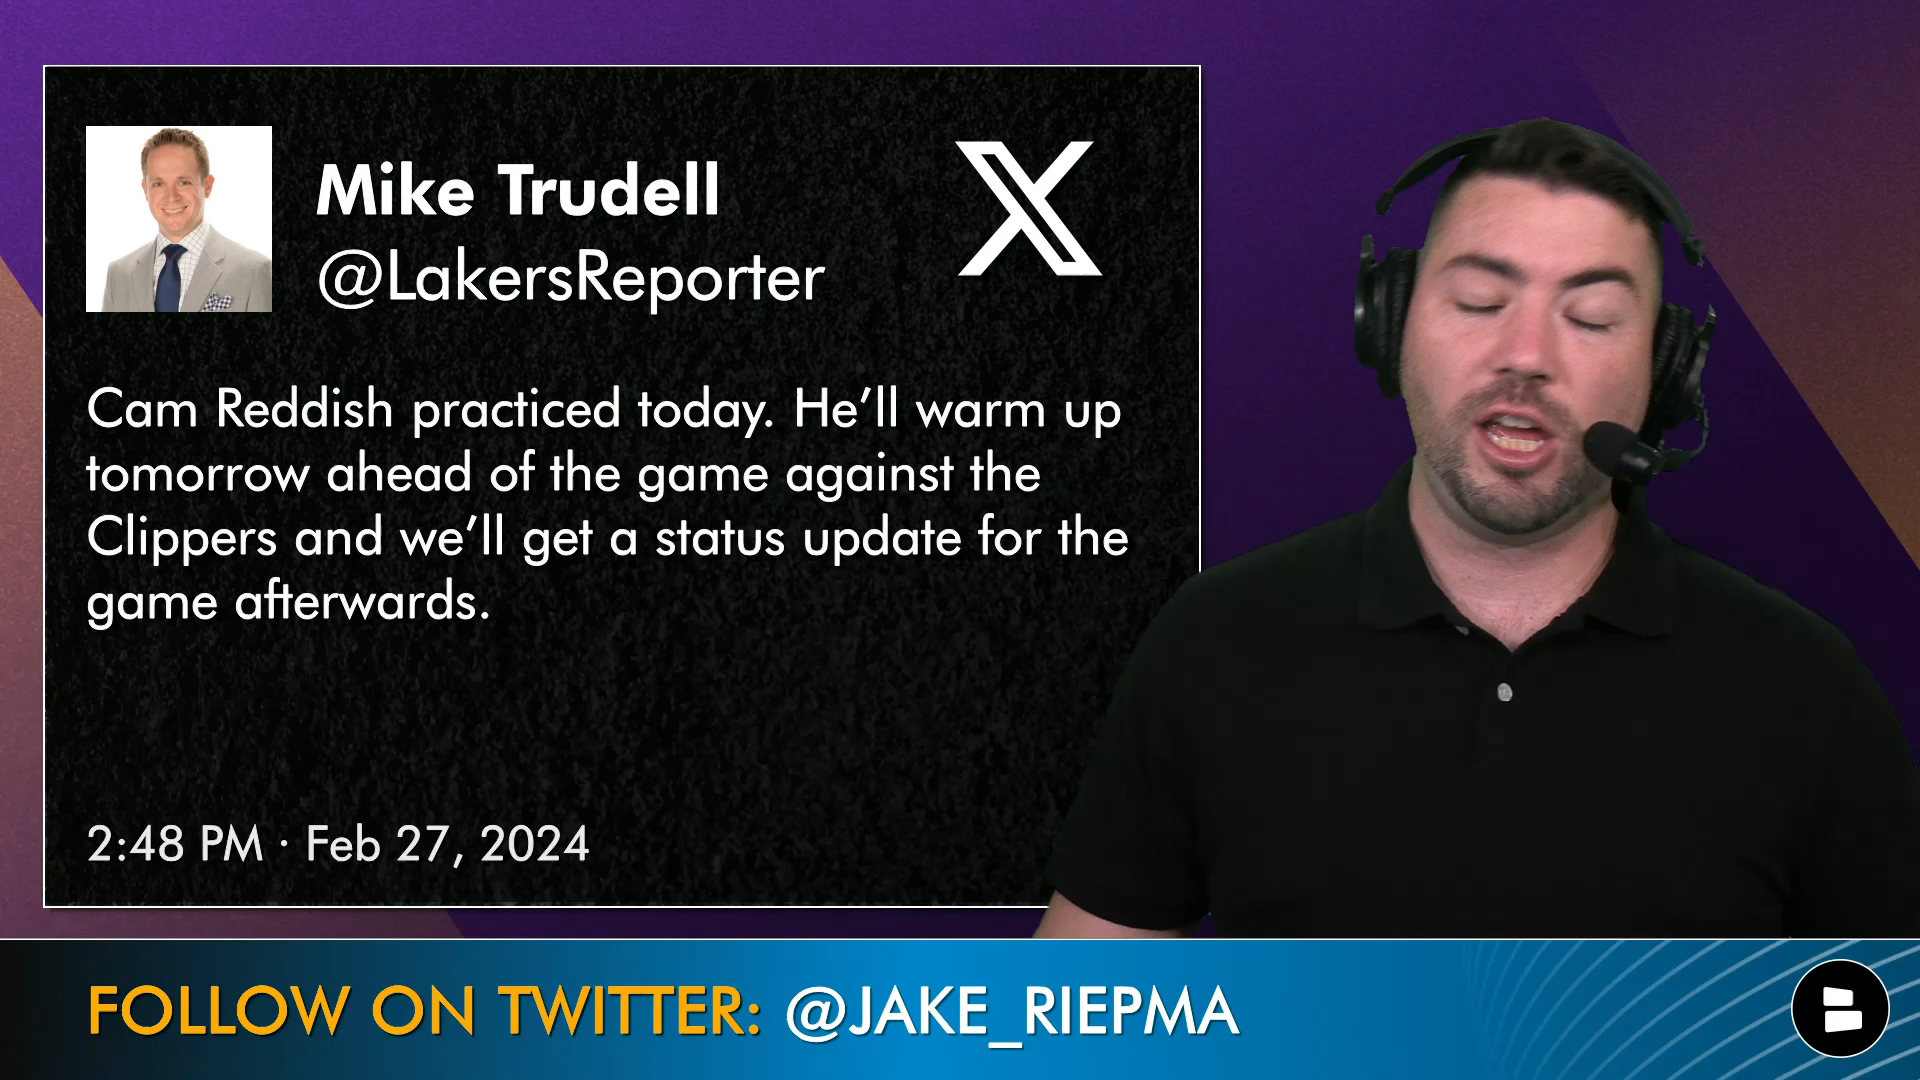 Mike Trudell
@LakersReporter
Cam Reddish practiced today. He’ll warm up
tomorrow ahead of the game against the
Clippers and we’ll get a status update for the
game afterwards.
2:48 PM · Feb 27, 2024
FOLLOW ON TWITTER: @JAKE_RIEPMA